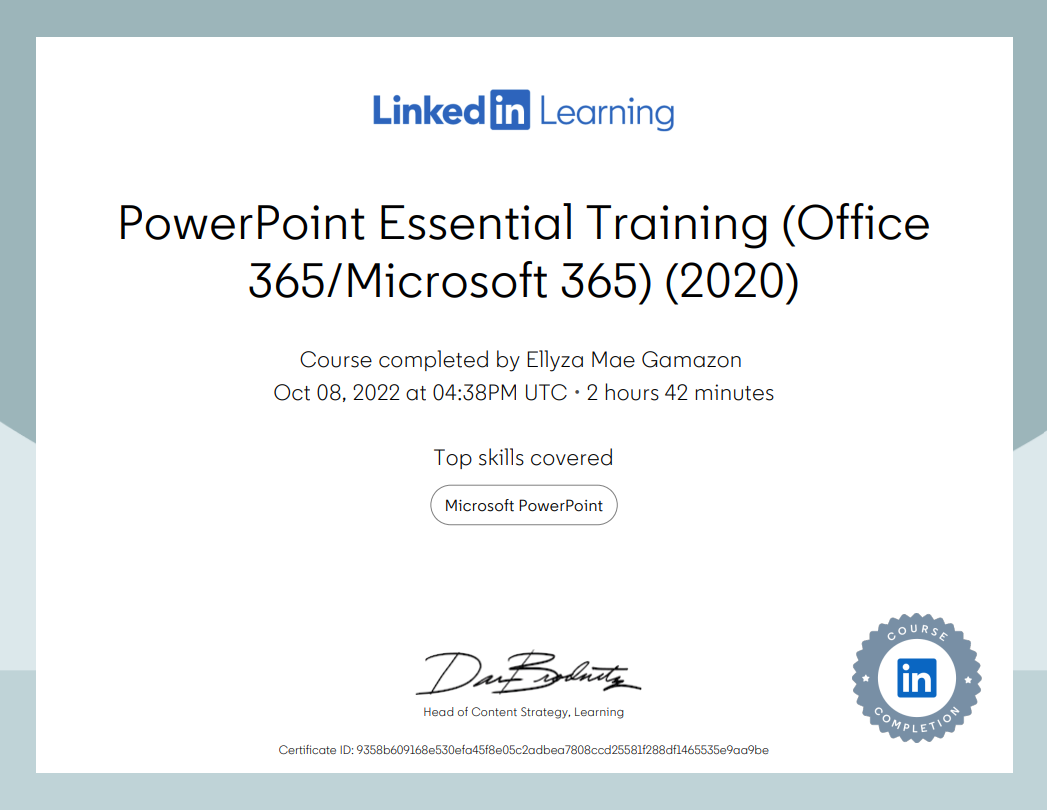 Linked in Learning
PowerPoint Essential Training (Office
365/Microsoft 365) (2020)
Course completed by Ellyza Mae Gamazon
Oct 08, 2022 at 04:38PM UTC • 2 hours 42 minutes
Top skills covered
Microsoft PowerPoint
Head of Content Strategy, Learning
COURSE
in
COMPLETION
Certificate ID: 9358b609168e530efa45f8e05c2adbea7808ccd25581f288df1465535e9aa9be